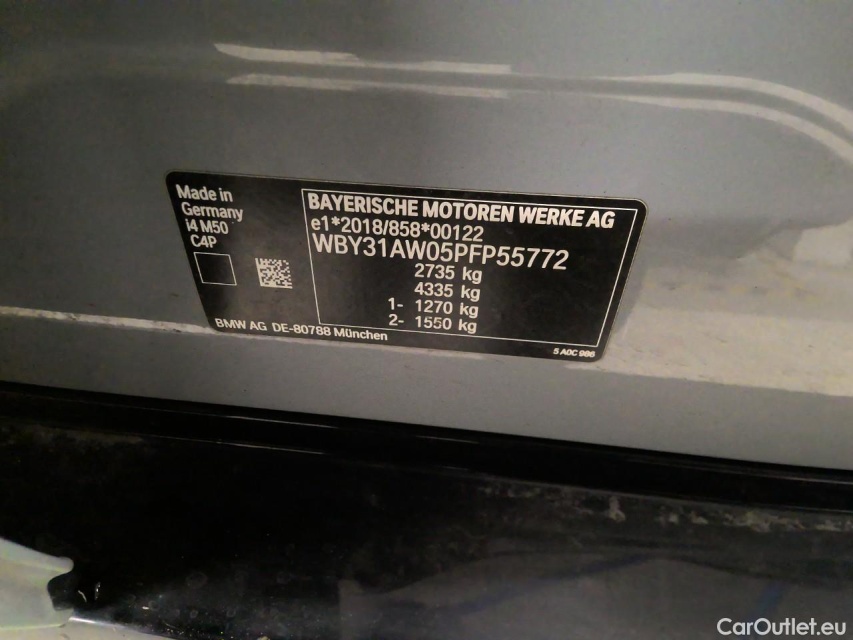 Made in
Germany
i4 M50
C4P
BMW AG DE-80788 München
BAYERISCHE MOTOREN WERKE AG
e1*2018/858*00122
WBY31AW05PFP55772
2735 kg
4335 kg
1- 1270 kg
2- 1550 kg
5 A0C 986
CarOutlet.eu